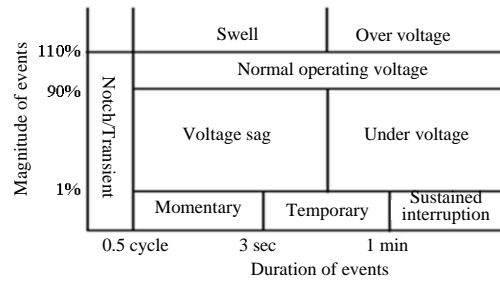 Swell
Over voltage
110%
Normal operating voltage
90%
Magnitude of events
Notch/Transient
Voltage sag
Under voltage
1%
Momentary
Temporary
Sustained
interruption
0.5 cycle
3 sec
1 min
Duration of events